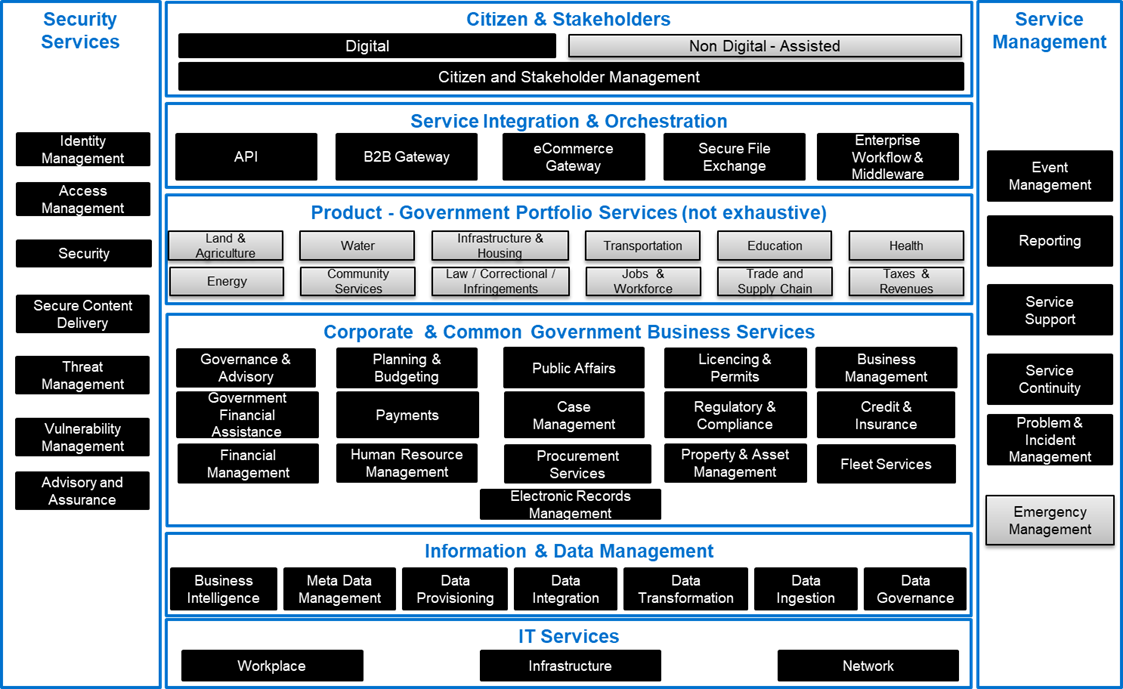 Security
Services
Identity
Management
Access
Management
Security
Secure Content
Delivery
Threat
Management
Vulnerability
Management
Advisory and
Assurance
Citizen & Stakeholders
Digital
Non Digital - Assisted
Citizen and Stakeholder Management
Service Integration & Orchestration
API
B2B Gateway
eCommerce
Gateway
Secure File
Exchange
Enterprise
Workflow &
Middleware
Product - Government Portfolio Services (not exhaustive)
Land &
Agriculture
Water
Infrastructure &
Housing
Transportation
Education
Health
Energy
Community
Services
Law / Correctional /
Infringements
Jobs &
Workforce
Trade and
Supply Chain
Taxes &
Revenues
Corporate & Common Government Business Services
Governance &
Advisory
Planning &
Budgeting
Public Affairs
Licencing &
Permits
Business
Management
Government
Financial
Assistance
Payments
Case
Management
Regulatory &
Compliance
Credit &
Insurance
Financial
Management
Human Resource
Management
Procurement
Services
Property & Asset
Management
Fleet Services
Electronic Records
Management
Information & Data Management
Business
Intelligence
Meta Data
Management
Data
Provisioning
Data
Integration
Data
Transformation
Data
Ingestion
Data
Governance
IT Services
Workplace
Infrastructure
Network
Service
Management
Event
Management
Reporting
Service
Support
Service
Continuity
Problem &
Incident
Management
Emergency
Management